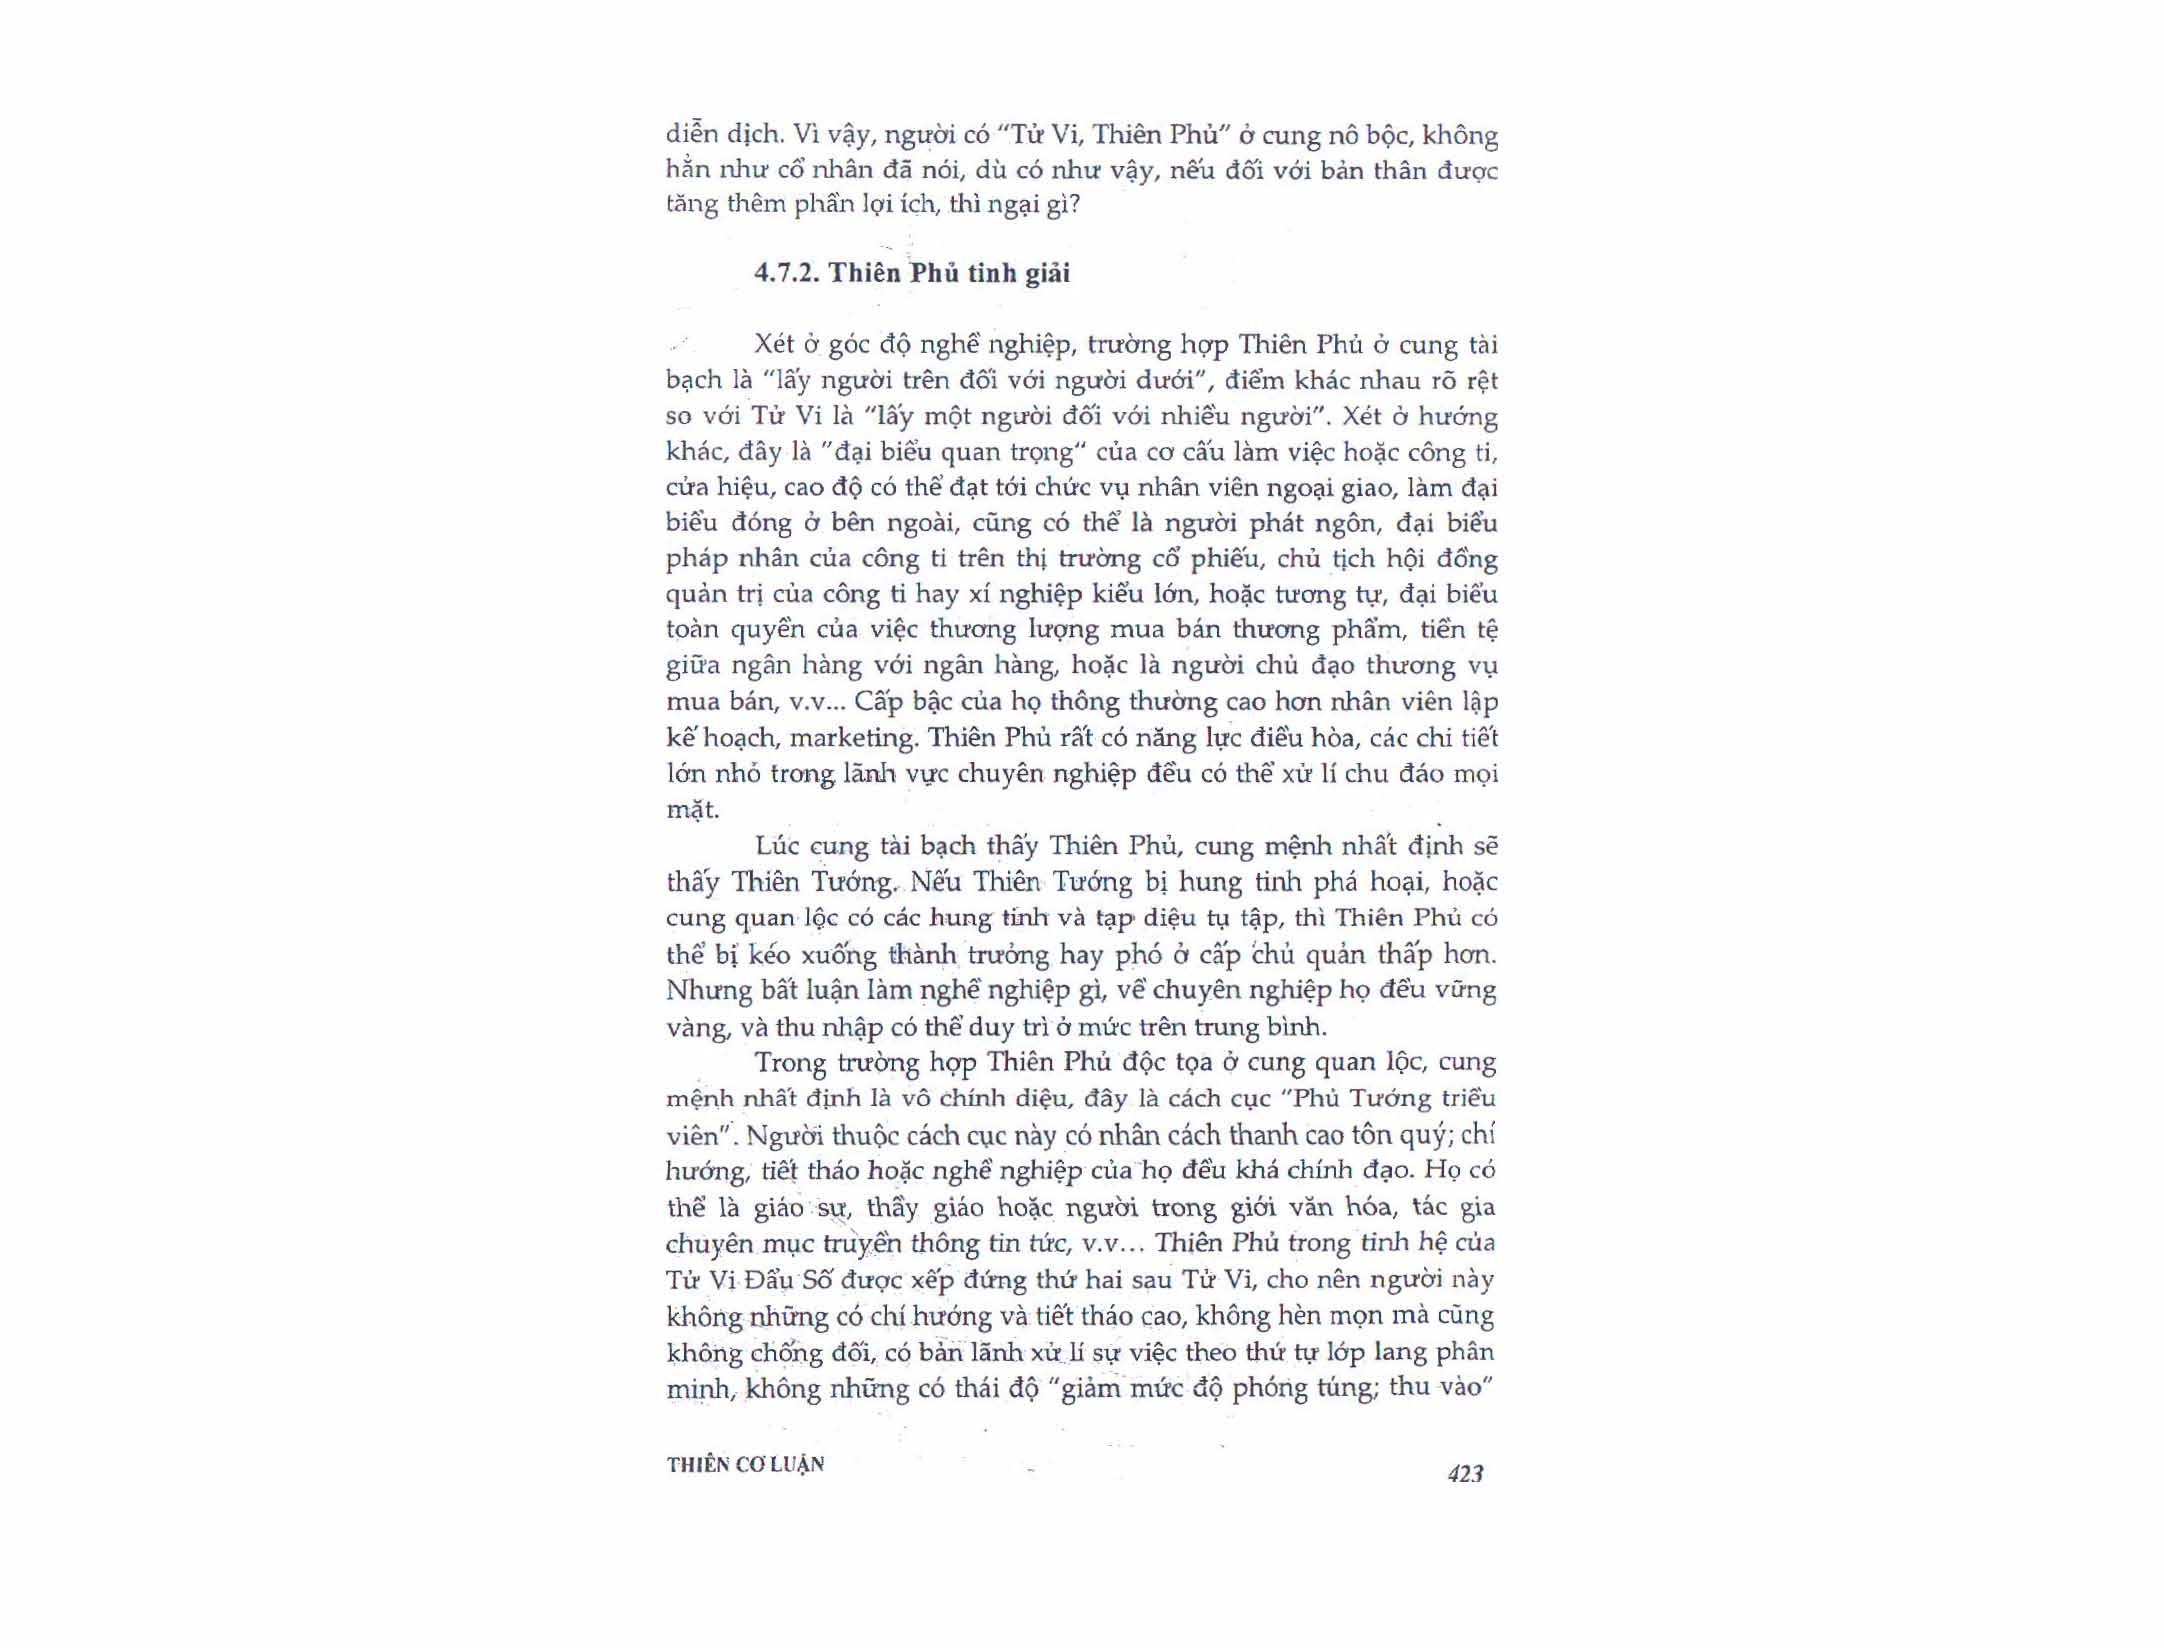 diễn dịch. Vì vậy, người có "Tử Vi, Thiên Phủ" ở cung nô bộc, không
hẳn như cổ nhân đã nói, dù có như vậy, nếu đối với bản thân được
tăng thêm phần lợi ích, thì ngại gì?
4.7.2. Thiên Phủ tinh giải
Xét ở góc độ nghề nghiệp, trường hợp Thiên Phủ ở cung tài
bạch là "lấy người trên đối với người dưới", điểm khác nhau rõ rệt
so với Tử Vi là "lấy một người đối với nhiều người". Xét ở hướng
khác, đây là "đại biểu quan trọng" của cơ cấu làm việc hoặc công ti,
cửa hiệu, cao độ có thể đạt tới chức vụ nhân viên ngoại giao, làm đại
biểu đóng ở bên ngoài, cũng có thể là người phát ngôn, đại biểu
pháp nhân của công ti trên thị trường cổ phiếu, chủ tịch hội đồng
quản trị của công ti hay xí nghiệp kiểu lớn, hoặc tương tự, đại biểu
toàn quyền của việc thương lượng mua bán thương phẩm, tiền tệ
giữa ngân hàng với ngân hàng, hoặc là người chủ đạo thương vụ
mua bán, v.v... Cấp bậc của họ thông thường cao hơn nhân viên lập
kế hoạch, marketing. Thiên Phủ rất có năng lực điều hòa, các chi tiết
lớn nhỏ trong lãnh vực chuyên nghiệp đều có thể xử lí chu đáo mọi
mặt.
Lúc cung tài bạch thấy Thiên Phủ, cung mệnh nhất định sẽ
thấy Thiên Tướng. Nếu Thiên Tướng bị hung tinh phá hoại, hoặc
cung quan lộc có các hung tinh và tạp diệu tụ tập, thì Thiên Phủ có
thể bị kéo xuống thành trưởng hay phó ở cấp chủ quản thấp hơn.
Nhưng bất luận làm nghề nghiệp gì, về chuyên nghiệp họ đều vững
vàng, và thu nhập có thể duy trì ở mức trên trung bình.
Trong trường hợp Thiên Phủ độc tọa ở cung quan lộc, cung
mệnh nhất định là vô chính diệu, đây là cách cục "Phủ Tướng triều
viên". Người thuộc cách cục này có nhân cách thanh cao tôn quý; chí
hướng, tiết tháo hoặc nghề nghiệp của họ đều khá chính đạo. Họ có
thể là giáo sư, thầy giáo hoặc người trong giới văn hóa, tác gia
chuyên mục truyền thông tin tức, v.v... Thiên Phủ trong tinh hệ của
Tử Vi Đẩu Số được xếp đứng thứ hai sau Tử Vi, cho nên người này
không những có chí hướng và tiết tháo cao, không hèn mọn mà cũng
không chống đối, có bản lãnh xử lí sự việc theo thứ tự lớp lang phân
minh, không những có thái độ "giảm mức độ phóng túng; thu vào"
THIÊN CƠ LUẬN
423